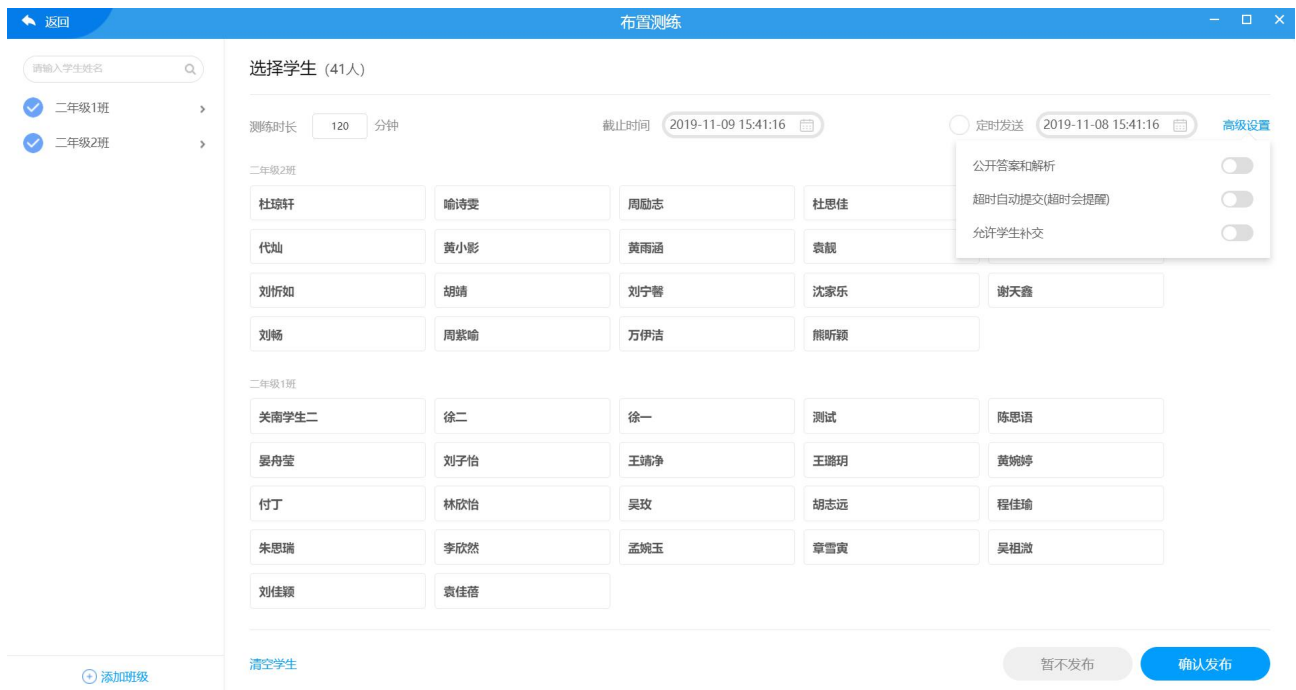 返回
布置测练
请输入学生姓名
二年级1班
二年级2班
添加班级
选择学生 (41人)
测练时长 120 分钟 截止时间 2019-11-09 15:41:16 定时发送 2019-11-08 15:41:16 高级设置
公开答案和解析
超时自动提交(超时会提醒)
允许学生补交
二年级2班
杜琼轩 喻诗雯 周励志 杜思佳
代灿 黄小影 黄雨涵 袁靓
刘忻如 胡靖 刘宁馨 沈家乐 谢天鑫
刘畅 周紫喻 万伊洁 熊昕颖
二年级1班
关南学生二 徐二 徐一 测试 陈思语
晏舟莹 刘子怡 王靖净 王璐玥 黄婉婷
付丁 林欣怡 吴玫 胡志远 程佳瑜
朱思瑞 李欣然 孟婉玉 章雪寅 吴祖溦
刘佳颖 袁佳蓓
清空学生 暂不发布 确认发布